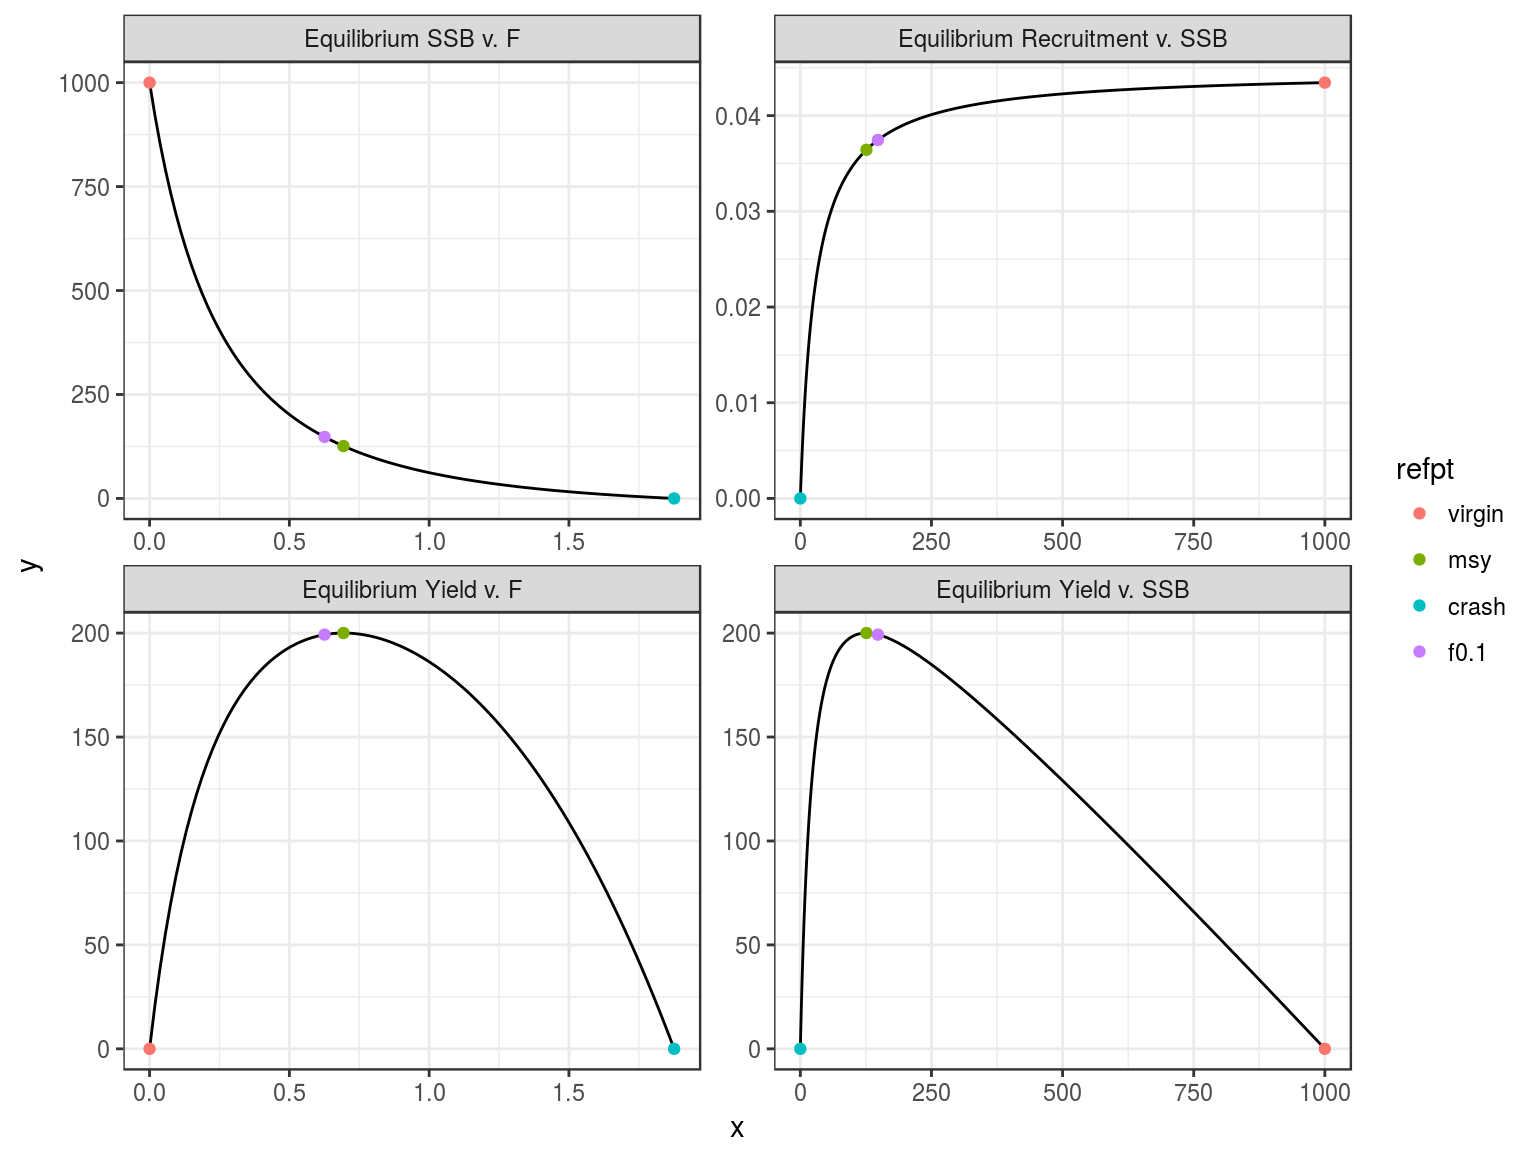 Equilibrium SSB v. F
Equilibrium Recruitment v. SSB
1000
750
500
250
0
0.04
0.03
0.02
0.01
0.00
0.0 0.5 1.0 1.5
0 250 500 750 1000
Equilibrium Yield v. F
Equilibrium Yield v. SSB
200
150
100
50
0
200
150
100
50
0
0.0 0.5 1.0 1.5
0 250 500 750 1000
x
y
refpt
virgin
msy
crash
f0.1